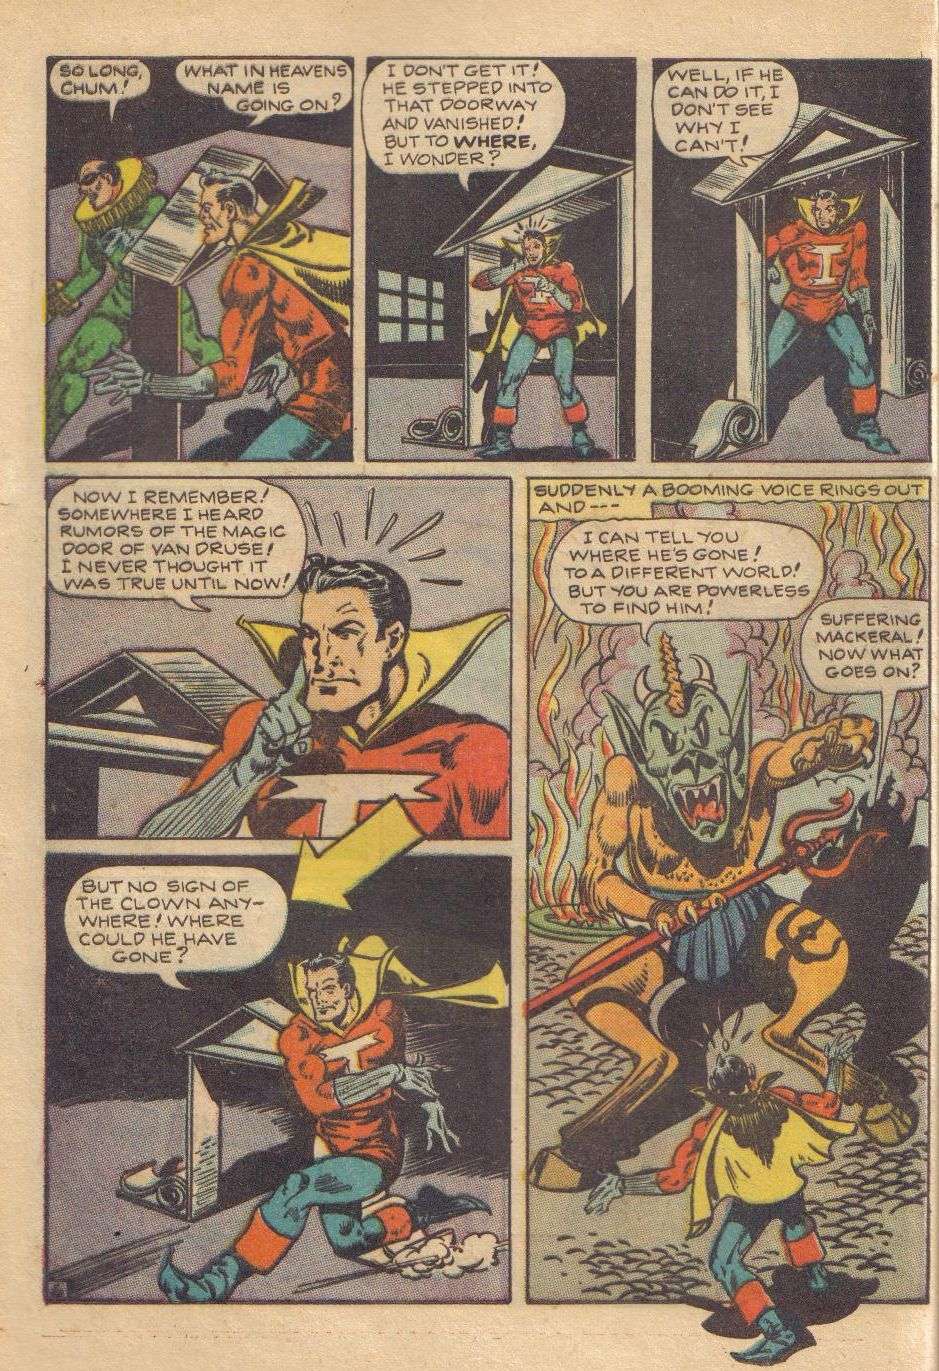 SO LONG,
CHUM!
WHAT IN HEAVENS
NAME IS
GOING ON?
I DON'T GET IT!
HE STEPPED INTO
THAT DOORWAY
AND VANISHED!
BUT TO WHERE,
I WONDER?
WELL, IF HE
CAN DO IT, I
DON'T SEE
WHY I
CAN'T!
NOW I REMEMBER!
SOMEWHERE I HEARD
RUMORS OF THE MAGIC
DOOR OF VAN DRUSE!
I NEVER THOUGHT IT
WAS TRUE UNTIL NOW!
BUT NO SIGN OF
THE CLOWN ANY-
WHERE! WHERE
COULD HE HAVE
GONE?
SUDDENLY A BOOMING VOICE RINGS OUT
AND---
I CAN TELL YOU
WHERE HE'S GONE!
TO A DIFFERENT WORLD!
BUT YOU ARE POWERLESS
TO FIND HIM!
SUFFERING
MACKERAL!
NOW WHAT
GOES ON?